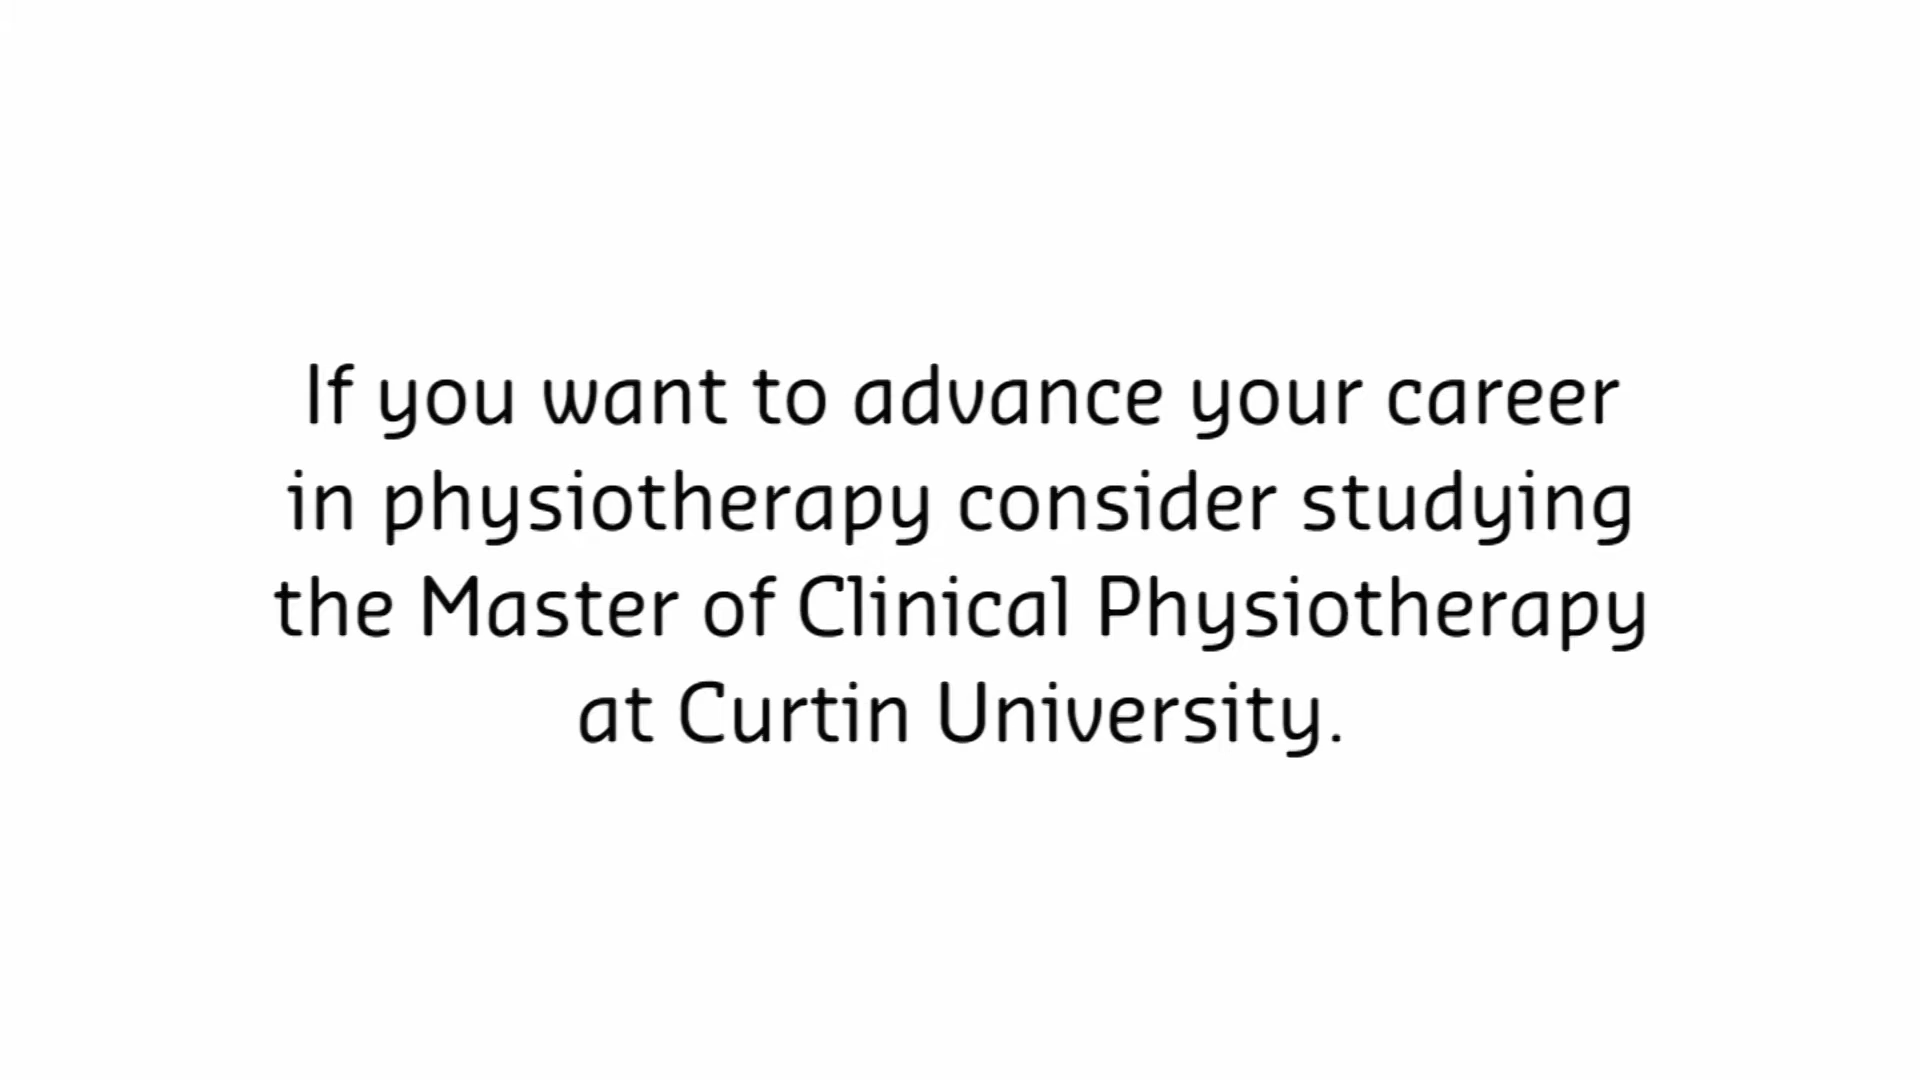 If you want to advance your career
in physiotherapy consider studying
the Master of Clinical Physiotherapy
at Curtin University.